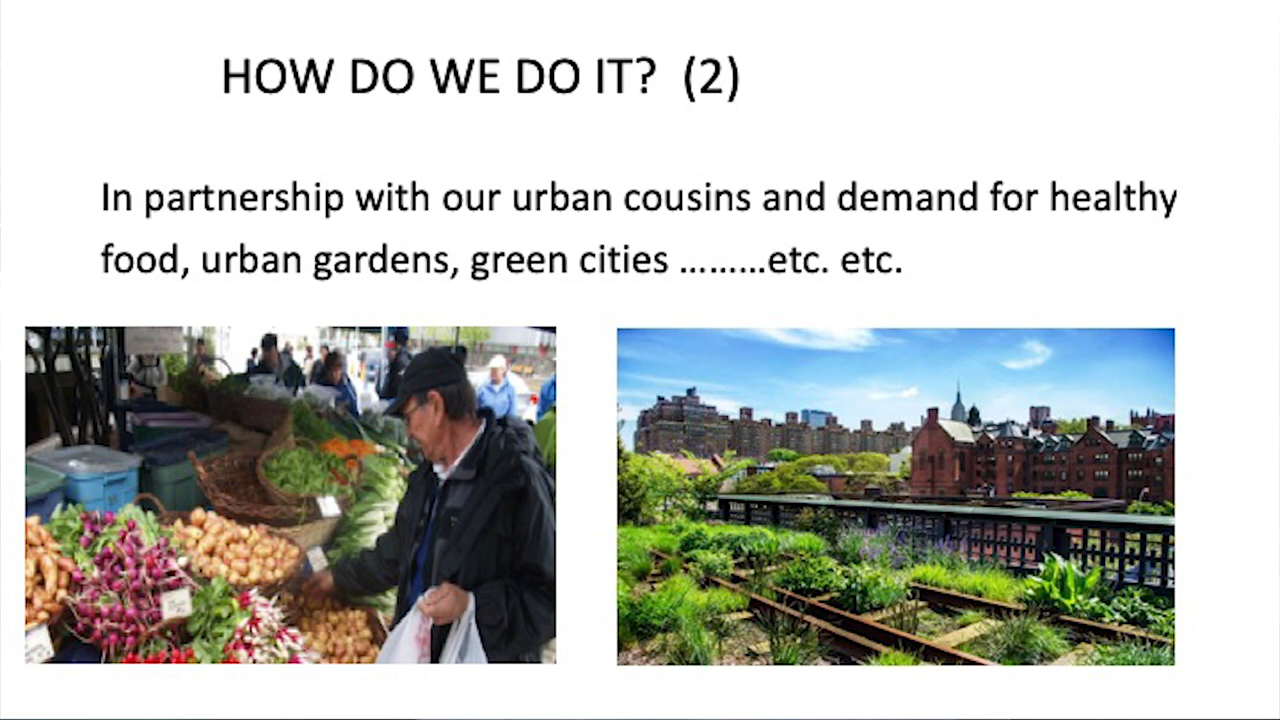 HOW DO WE DO IT? (2)
In partnership with our urban cousins and demand for healthy
food, urban gardens, green cities .........etc. etc.